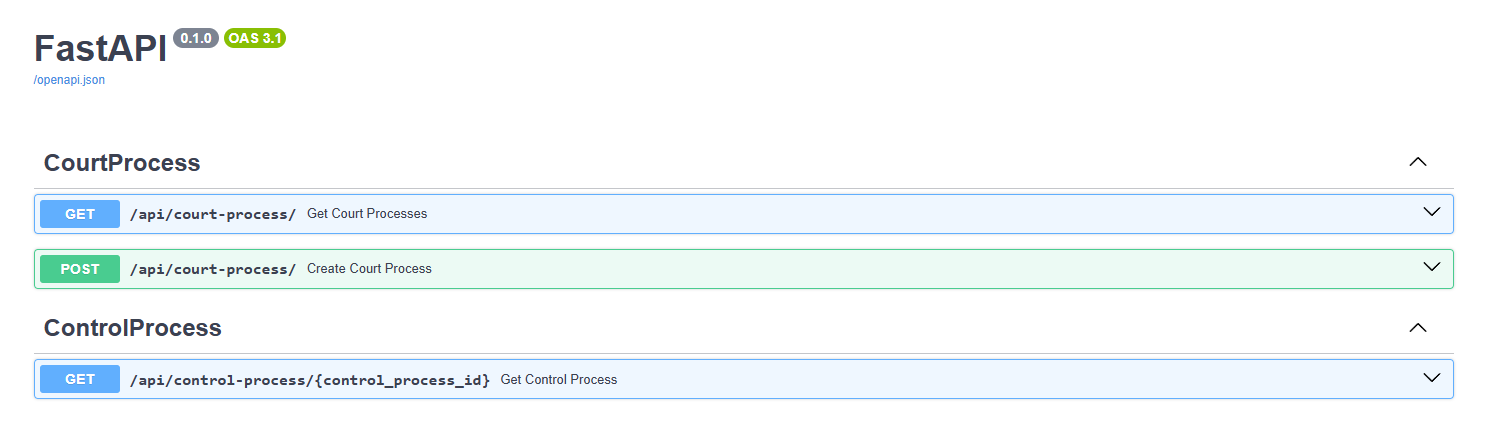 FastAPI 0.1.0 OAS 3.1
/openapi.json
CourtProcess
GET /api/court-process/ Get Court Processes
POST /api/court-process/ Create Court Process
ControlProcess
GET /api/control-process/{control_process_id} Get Control Process